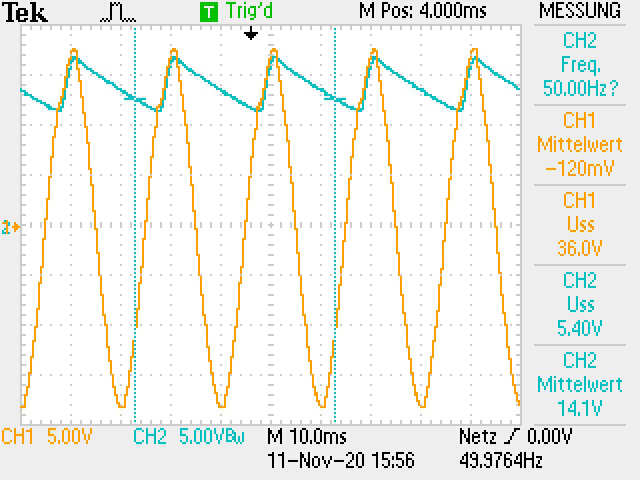 Tek T Trig'd M Pos: 4.000ms MESSUNG
CH2
Freq.
50.00Hz?
CH1
Mittelwert
-120mV
CH1
Uss
36.0V
CH2
Uss
5.40V
CH2
Mittelwert
14.1V
2
CH1 5.00V CH2 5.00VBW M 10.0ms Netz 0.00V
11-Nov-20 15:56 49.9764Hz